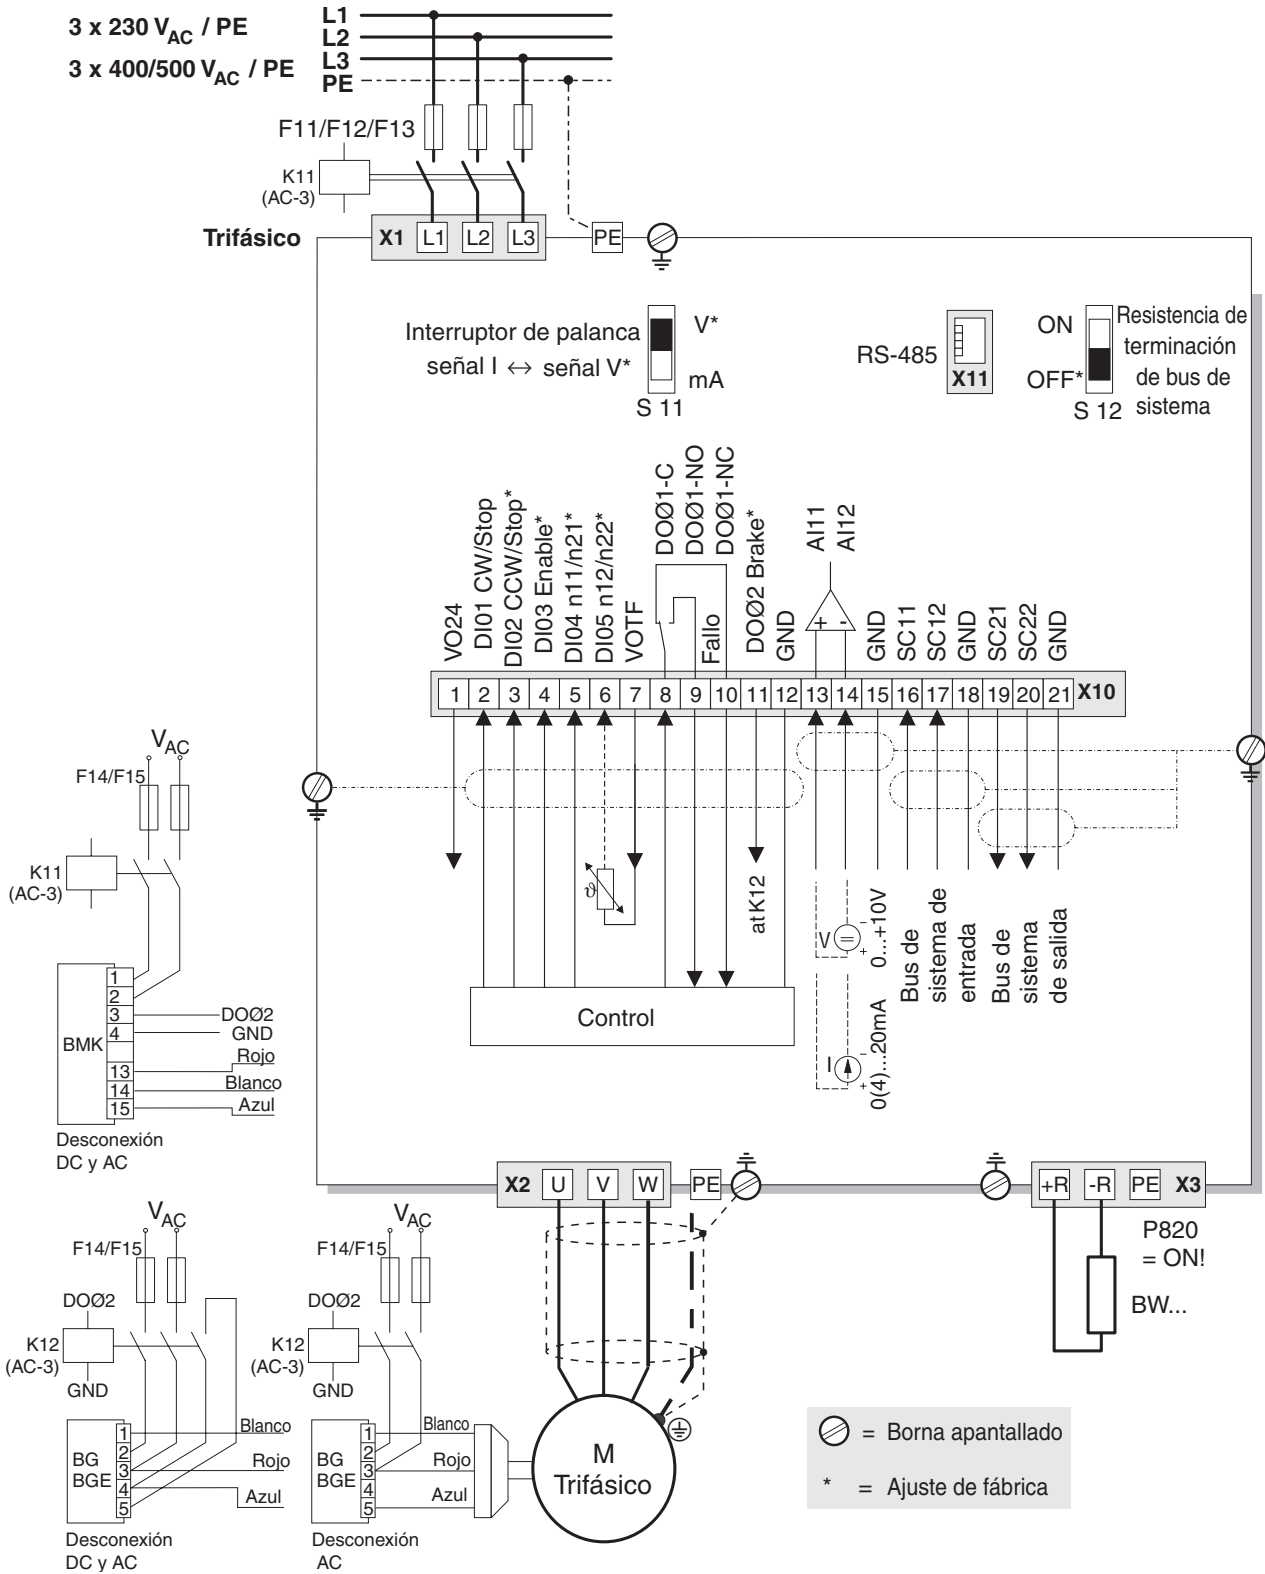 3 x 230 VAC / PE
3 x 400/500 VAC / PE
L1
L2
L3
PE
F11/F12/F13
K11
(AC-3)
Trifásico
X1 L1 L2 L3
PE
Interruptor de palanca
señal I ↔ señal V*
V*
mA
S 11
RS-485
X11
ON
OFF*
S 12
Resistencia de
terminación
de bus de
sistema
VO24
DI01 CW/Stop
DI02 CCW/Stop*
DI03 Enable*
DI04 n11/n21*
DI05 n12/n22*
VOTF
DOØ1-C
DOØ1-NO
Fallo
DOØ1-NC
DOØ2 Brake*
GND
AI11
AI12
+ -
GND
SC11
SC12
GND
SC21
SC22
GND
1 2 3 4 5 6 7 8 9 10 11 12 13 14 15 16 17 18 19 20 21 X10
ϑ
at K12
V
=
-
+
0...+10V
I
-
+
0(4)...20mA
Bus de
sistema de
entrada
Bus de
sistema
de salida
Control
VAC
F14/F15
K11
(AC-3)
BMK
1
2
3
4
13
14
15
DOØ2
GND
Rojo
Blanco
Azul
Desconexión
DC y AC
X2 U V W
PE
+R -R PE X3
P820
= ON!
BW...
VAC
F14/F15
DOØ2
K12
(AC-3)
GND
BG
BGE
1
2
3
4
5
Blanco
Rojo
Azul
Desconexión
DC y AC
VAC
F14/F15
DOØ2
K12
(AC-3)
GND
BG
BGE
1
2
3
4
5
Blanco
Rojo
Azul
Desconexión
AC
M
Trifásico
= Borna apantallado
* = Ajuste de fábrica